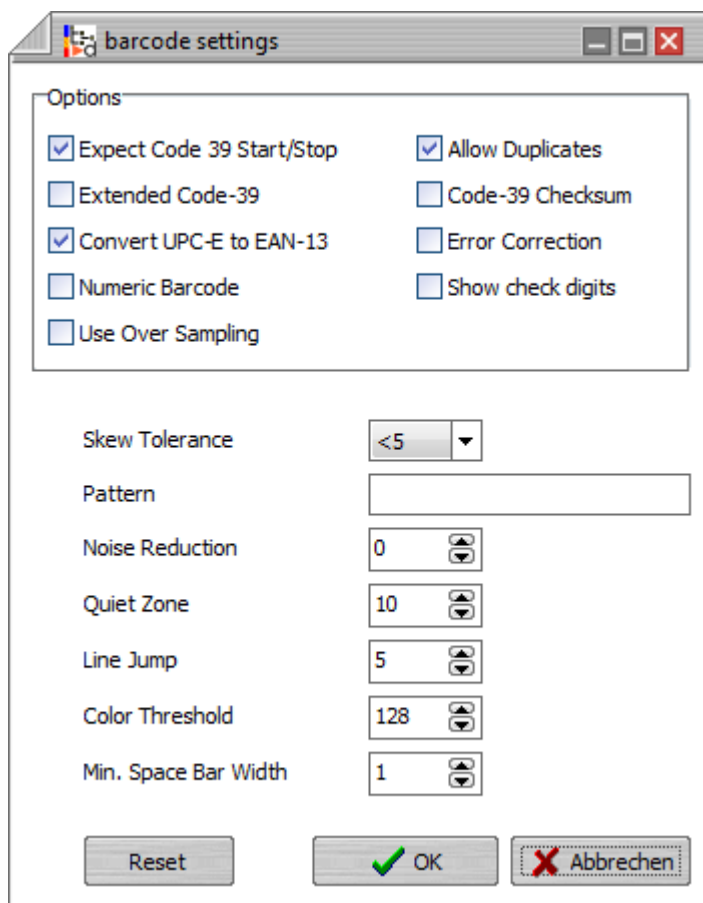 barcode settings
Options
Expect Code 39 Start/Stop
Allow Duplicates
Extended Code-39
Code-39 Checksum
Convert UPC-E to EAN-13
Error Correction
Numeric Barcode
Show check digits
Use Over Sampling
Skew Tolerance <5
Pattern
Noise Reduction 0
Quiet Zone 10
Line Jump 5
Color Threshold 128
Min. Space Bar Width 1
Reset OK Abbrechen